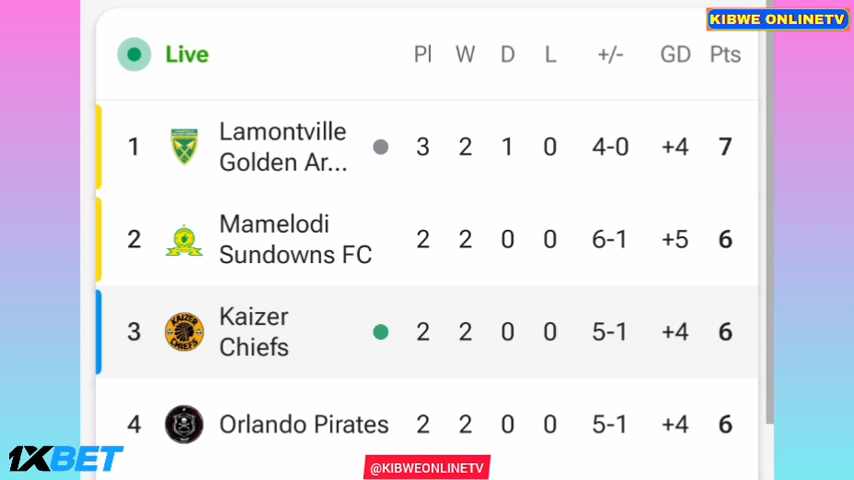 KIBWE ONLINETV
Live Pl W D L +/- GD Pts
1 Lamontville Golden Ar... 3 2 1 0 4-0 +4 7
2 Mamelodi Sundowns FC 2 2 0 0 6-1 +5 6
3 KAIZER CHIEFS Kaizer Chiefs 2 2 0 0 5-1 +4 6
4 Orlando Pirates 2 2 0 0 5-1 +4 6
1XBET
@KIBWEONLINETV